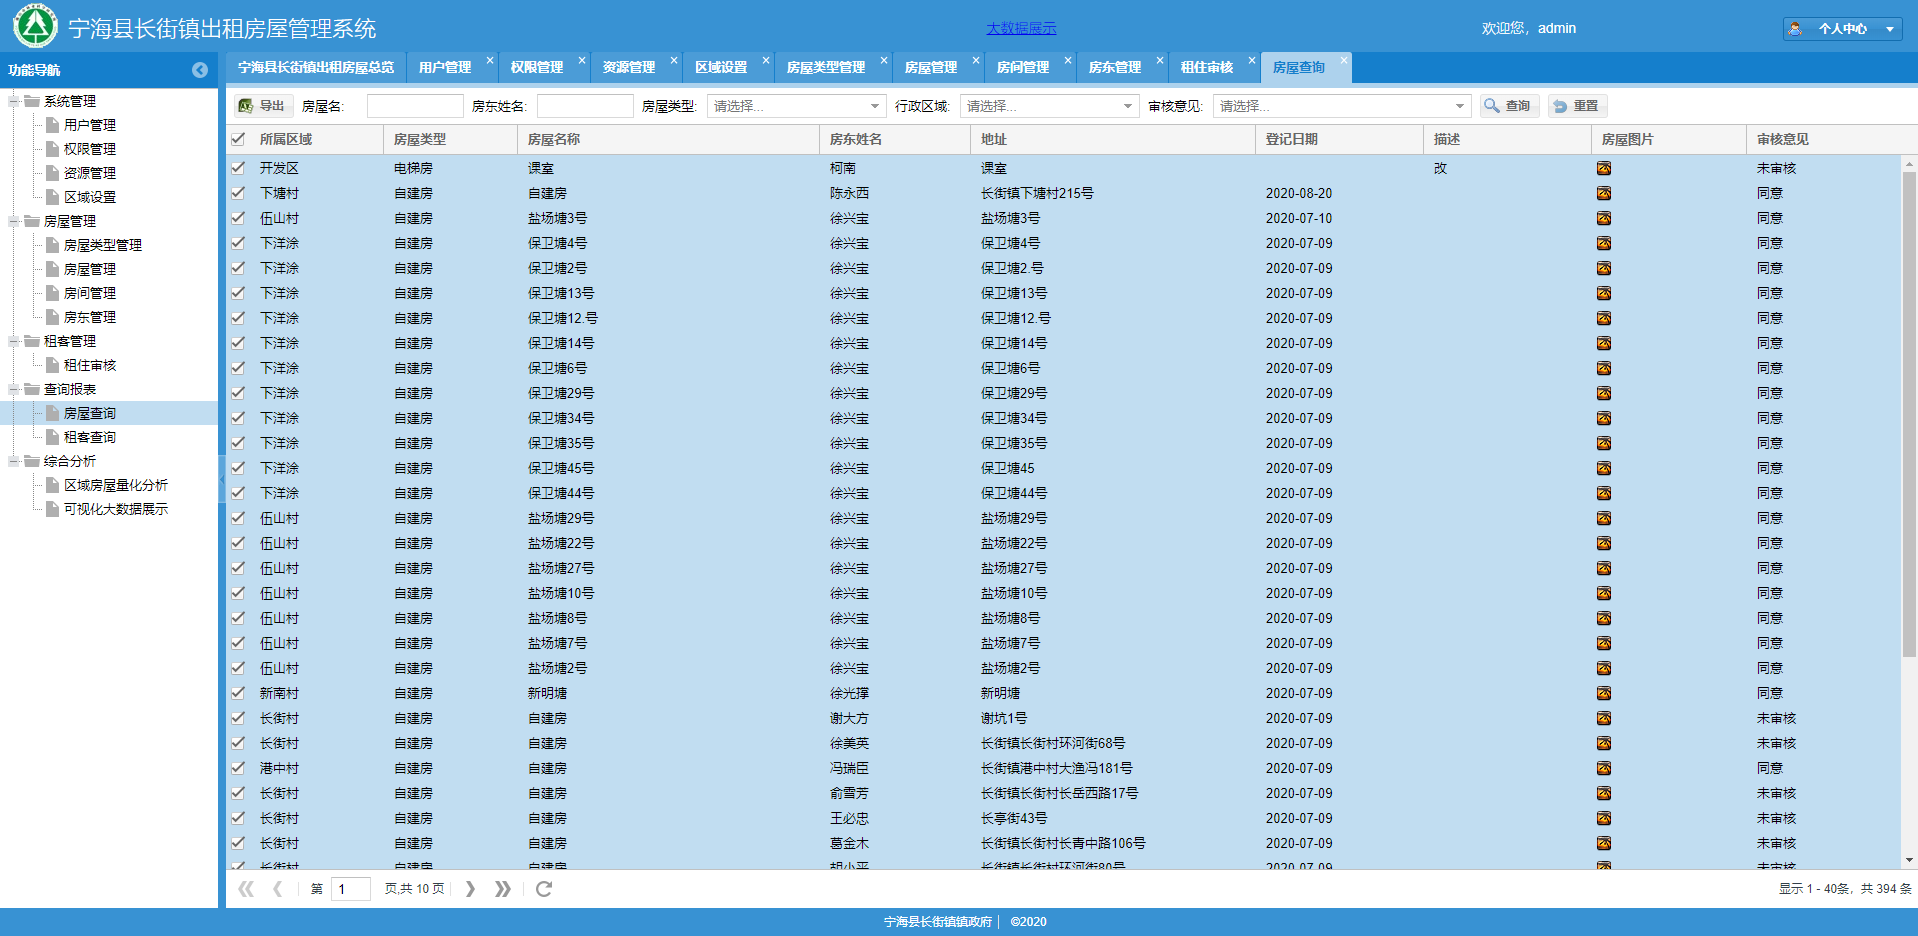 宁海县长街镇出租房屋管理系统 大数据展示 欢迎您，admin 个人中心
功能导航
系统管理
用户管理
权限管理
资源管理
区域设置
房屋管理
房屋类型管理
房屋管理
房间管理
房东管理
租客管理
租住审核
查询报表
房屋查询
租客查询
综合分析
区域房屋量化分析
可视化大数据展示
宁海县长街镇出租房屋总览 用户管理 权限管理 资源管理 区域设置 房屋类型管理 房屋管理 房间管理 房东管理 租住审核 房屋查询
导出 房屋名: 房东姓名: 房屋类型: 请选择... 行政区域: 请选择... 审核意见: 请选择... 查询 重置
所属区域 房屋类型 房屋名称 房东姓名 地址 登记日期 描述 房屋图片 审核意见
开发区 电梯房 课室 柯南 课室 改 未审核
下塘村 自建房 自建房 陈永西 长街镇下塘村215号 2020-08-20 同意
伍山村 自建房 盐场塘3号 徐兴宝 盐场塘3号 2020-07-10 同意
下洋涂 自建房 保卫塘4号 徐兴宝 保卫塘4号 2020-07-09 同意
下洋涂 自建房 保卫塘2号 徐兴宝 保卫塘2.号 2020-07-09 同意
下洋涂 自建房 保卫塘13号 徐兴宝 保卫塘13号 2020-07-09 同意
下洋涂 自建房 保卫塘12.号 徐兴宝 保卫塘12.号 2020-07-09 同意
下洋涂 自建房 保卫塘14号 徐兴宝 保卫塘14号 2020-07-09 同意
下洋涂 自建房 保卫塘6号 徐兴宝 保卫塘6号 2020-07-09 同意
下洋涂 自建房 保卫塘29号 徐兴宝 保卫塘29号 2020-07-09 同意
下洋涂 自建房 保卫塘34号 徐兴宝 保卫塘34号 2020-07-09 同意
下洋涂 自建房 保卫塘35号 徐兴宝 保卫塘35号 2020-07-09 同意
下洋涂 自建房 保卫塘45号 徐兴宝 保卫塘45 2020-07-09 同意
下洋涂 自建房 保卫塘44号 徐兴宝 保卫塘44号 2020-07-09 同意
伍山村 自建房 盐场塘29号 徐兴宝 盐场塘29号 2020-07-09 同意
伍山村 自建房 盐场塘22号 徐兴宝 盐场塘22号 2020-07-09 同意
伍山村 自建房 盐场塘27号 徐兴宝 盐场塘27号 2020-07-09 同意
伍山村 自建房 盐场塘10号 徐兴宝 盐场塘10号 2020-07-09 同意
伍山村 自建房 盐场塘8号 徐兴宝 盐场塘8号 2020-07-09 同意
伍山村 自建房 盐场塘7号 徐兴宝 盐场塘7号 2020-07-09 同意
伍山村 自建房 盐场塘2号 徐兴宝 盐场塘2号 2020-07-09 同意
新南村 自建房 新明塘 徐光撑 新明塘 2020-07-09 同意
长街村 自建房 自建房 谢大方 谢坑1号 2020-07-09 未审核
长街村 自建房 自建房 徐美英 长街镇长街村环河街68号 2020-07-09 未审核
港中村 自建房 自建房 冯瑞臣 长街镇港中村大渔冯181号 2020-07-09 同意
长街村 自建房 自建房 俞雪芳 长街镇长街村长岳西路17号 2020-07-09 未审核
长街村 自建房 自建房 王必忠 长亭街43号 2020-07-09 未审核
长街村 自建房 自建房 葛金木 长街镇长街村长青中路106号 2020-07-09 未审核
长街村 自建房 自建房 胡小平 长街镇长街村环河街80号 2020-07-09 未审核
第 1 页,共 10 页 显示 1 - 40条，共 394 条
宁海县长街镇镇政府 | ©2020